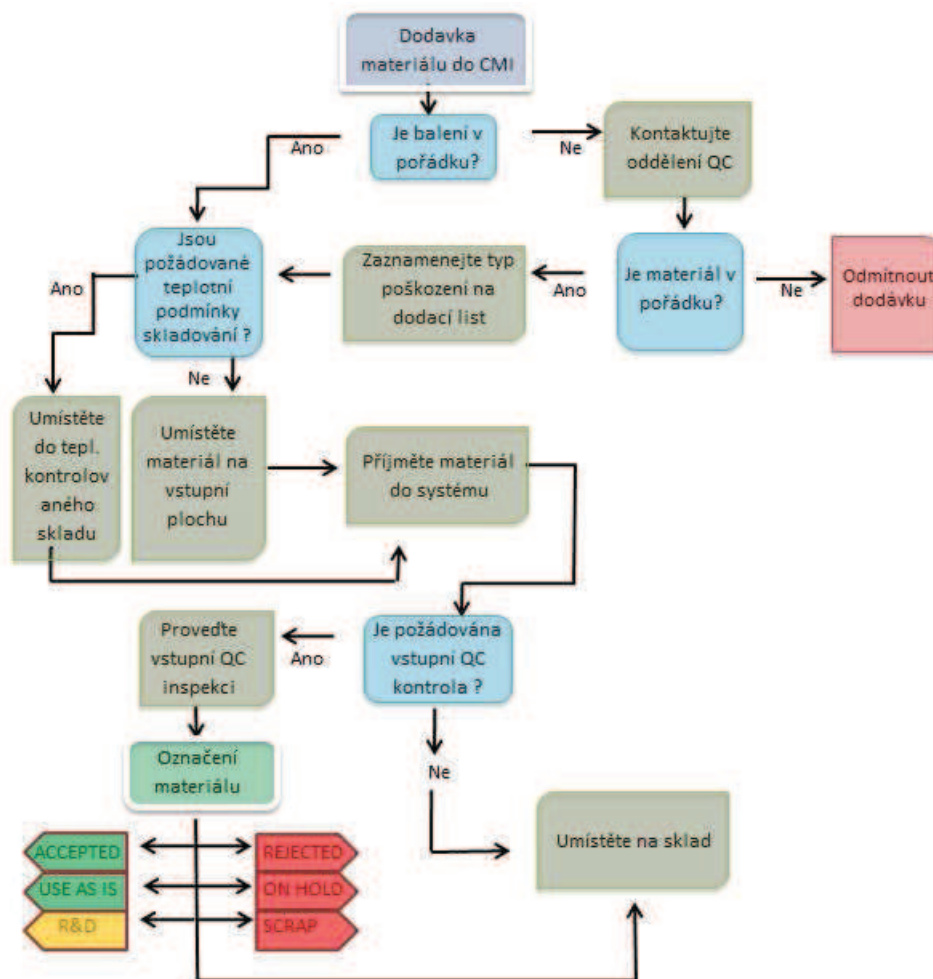 Dodavka
materiálu do CMI
Je balení v
pořádku?
Ano
Ne
Kontaktujte
oddělení QC
Jsou
požádované
teplotní
podmínky
skladování ?
Ano
Zaznamenejte typ
poškození na
dodací list
Ano
Je materiál v
pořádku?
Ne
Odmítnout
dodávku
Ne
Umístěte
do tepl.
kontrolov
aného
skladu
Umístěte
materiál na
vstupní
plochu
Příjměte materiál
do systému
Proveďte
vstupní QC
inspekci
Ano
Je požádována
vstupní QC
kontrola ?
Označení
materiálu
Ne
Umístěte na sklad
ACCEPTED
REJECTED
USE AS IS
ON HOLD
R&D
SCRAP